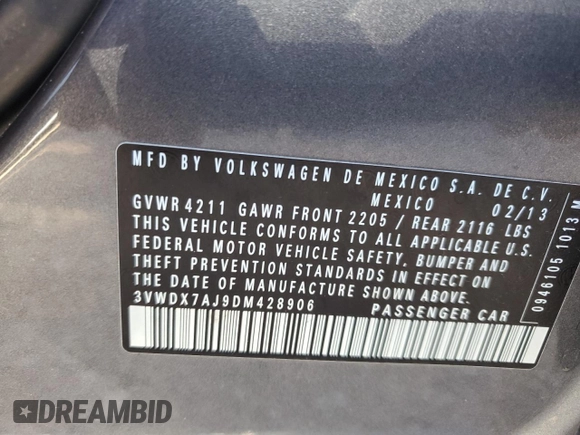 MFD BY VOLKSWAGEN DE MEXICO S.A. DE C.V.
MEXICO 02/13
GVWR 4211 GAWR FRONT 2205 / REAR 2116 LBS
THIS VEHICLE CONFORMS TO ALL APPLICABLE U.S.
FEDERAL MOTOR VEHICLE SAFETY, BUMPER AND
THEFT PREVENTION STANDARDS IN EFFECT ON
THE DATE OF MANUFACTURE SHOWN ABOVE.
3VWDX7AJ9DM428906 PASSENGER CAR
0946105 1013 M
DREAMBID